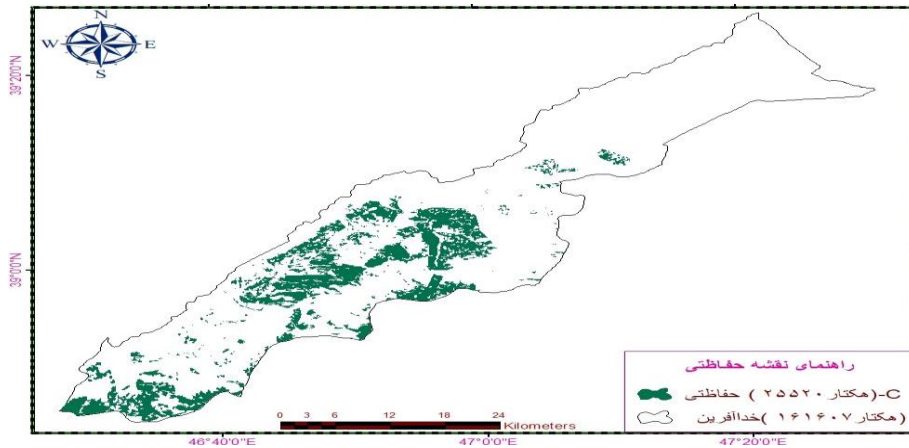 N
W E
S
39°20'0"N
39°0'0"N
راهنمای نقشه حفاظتی
C-(هکتار ۲۵۵۲۰ ) حفاظتی
(هکتار ۱۶۱۶۰۷ )خداآفرین
0 3 6 12 18 24
Kilometers
46°40'0"E 47°0'0"E 47°20'0"E